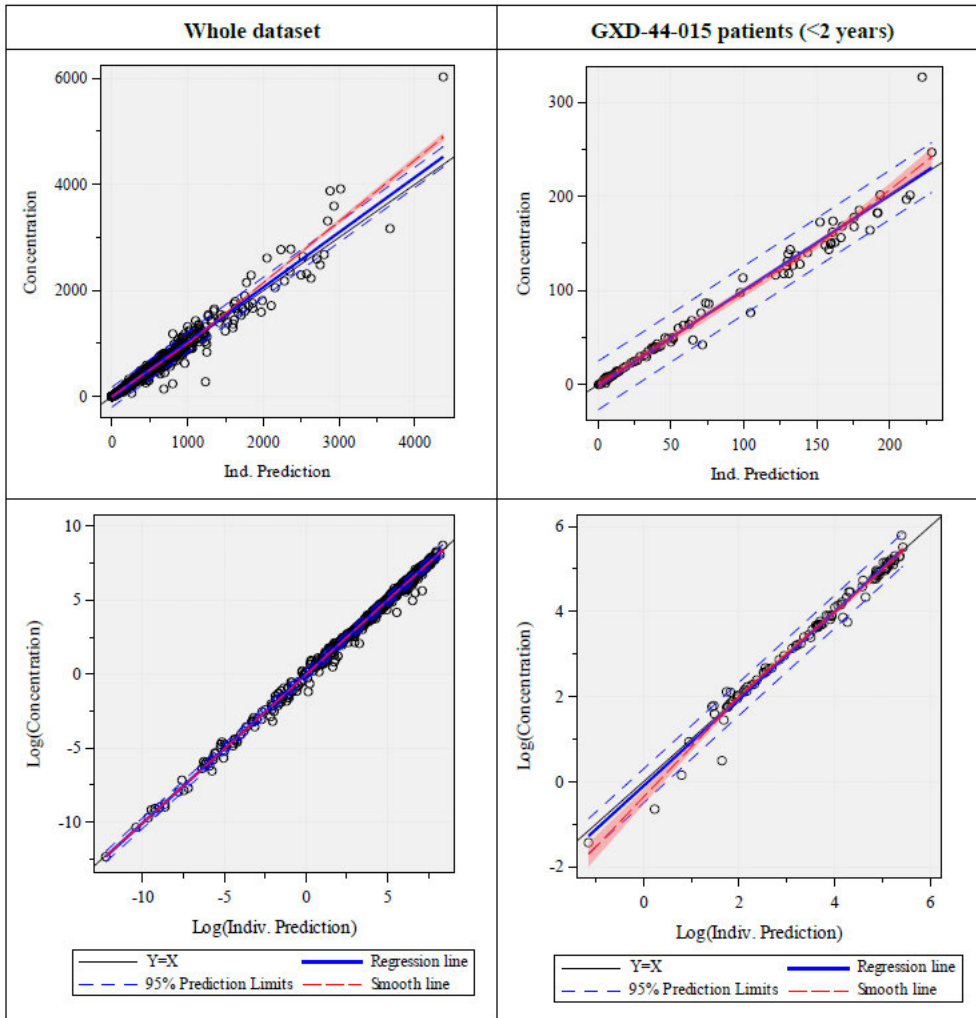 Whole dataset
GXD-44-015 patients (<2 years)
6000
4000
2000
0
Concentration
0 1000 2000 3000 4000
Ind. Prediction
300
200
100
0
Concentration
0 50 100 150 200
Ind. Prediction
10
5
0
-5
-10
Log(Concentration)
-10 -5 0 5
Log(Indiv. Prediction)
Y=X Regression line
95% Prediction Limits Smooth line
6
4
2
0
-2
Log(Concentration)
0 2 4 6
Log(Indiv. Prediction)
Y=X Regression line
95% Prediction Limits Smooth line